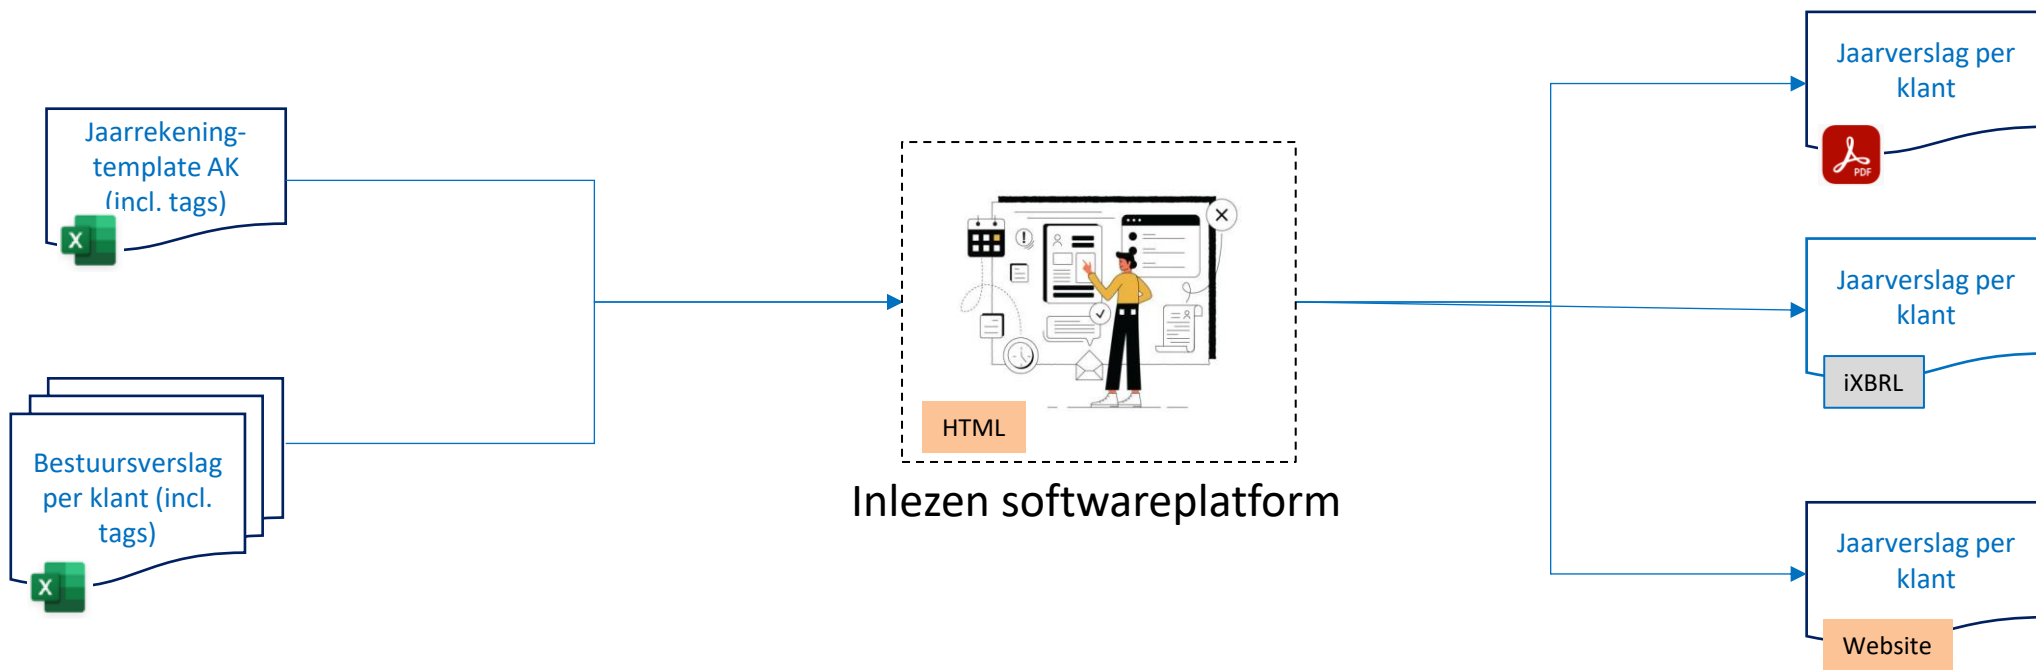 Jaarrekening-
template AK
(incl. tags)
X
Bestuursverslag
per klant (incl.
tags)
X
HTML
Inlezen softwareplatform
Jaarverslag per
klant
PDF
Jaarverslag per
klant
iXBRL
Jaarverslag per
klant
Website